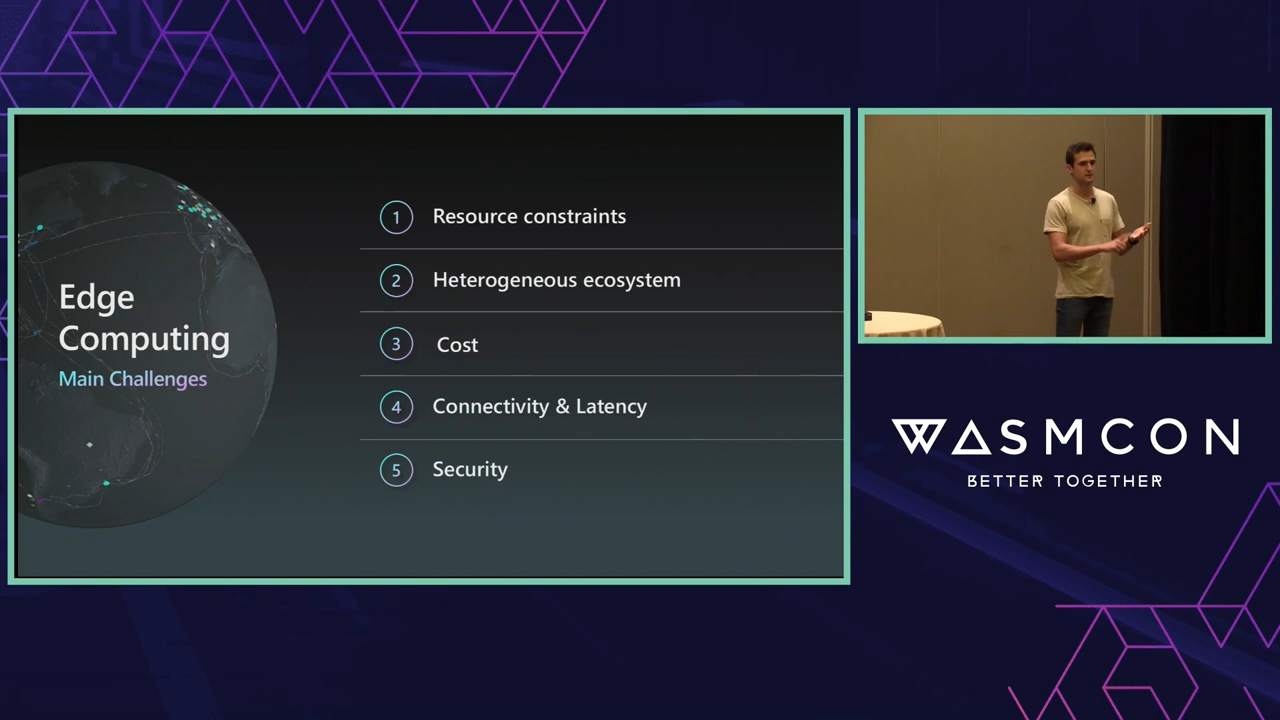 Edge
Computing
Main Challenges
1 Resource constraints
2 Heterogeneous ecosystem
3 Cost
4 Connectivity & Latency
5 Security
WASMCON
BETTER TOGETHER